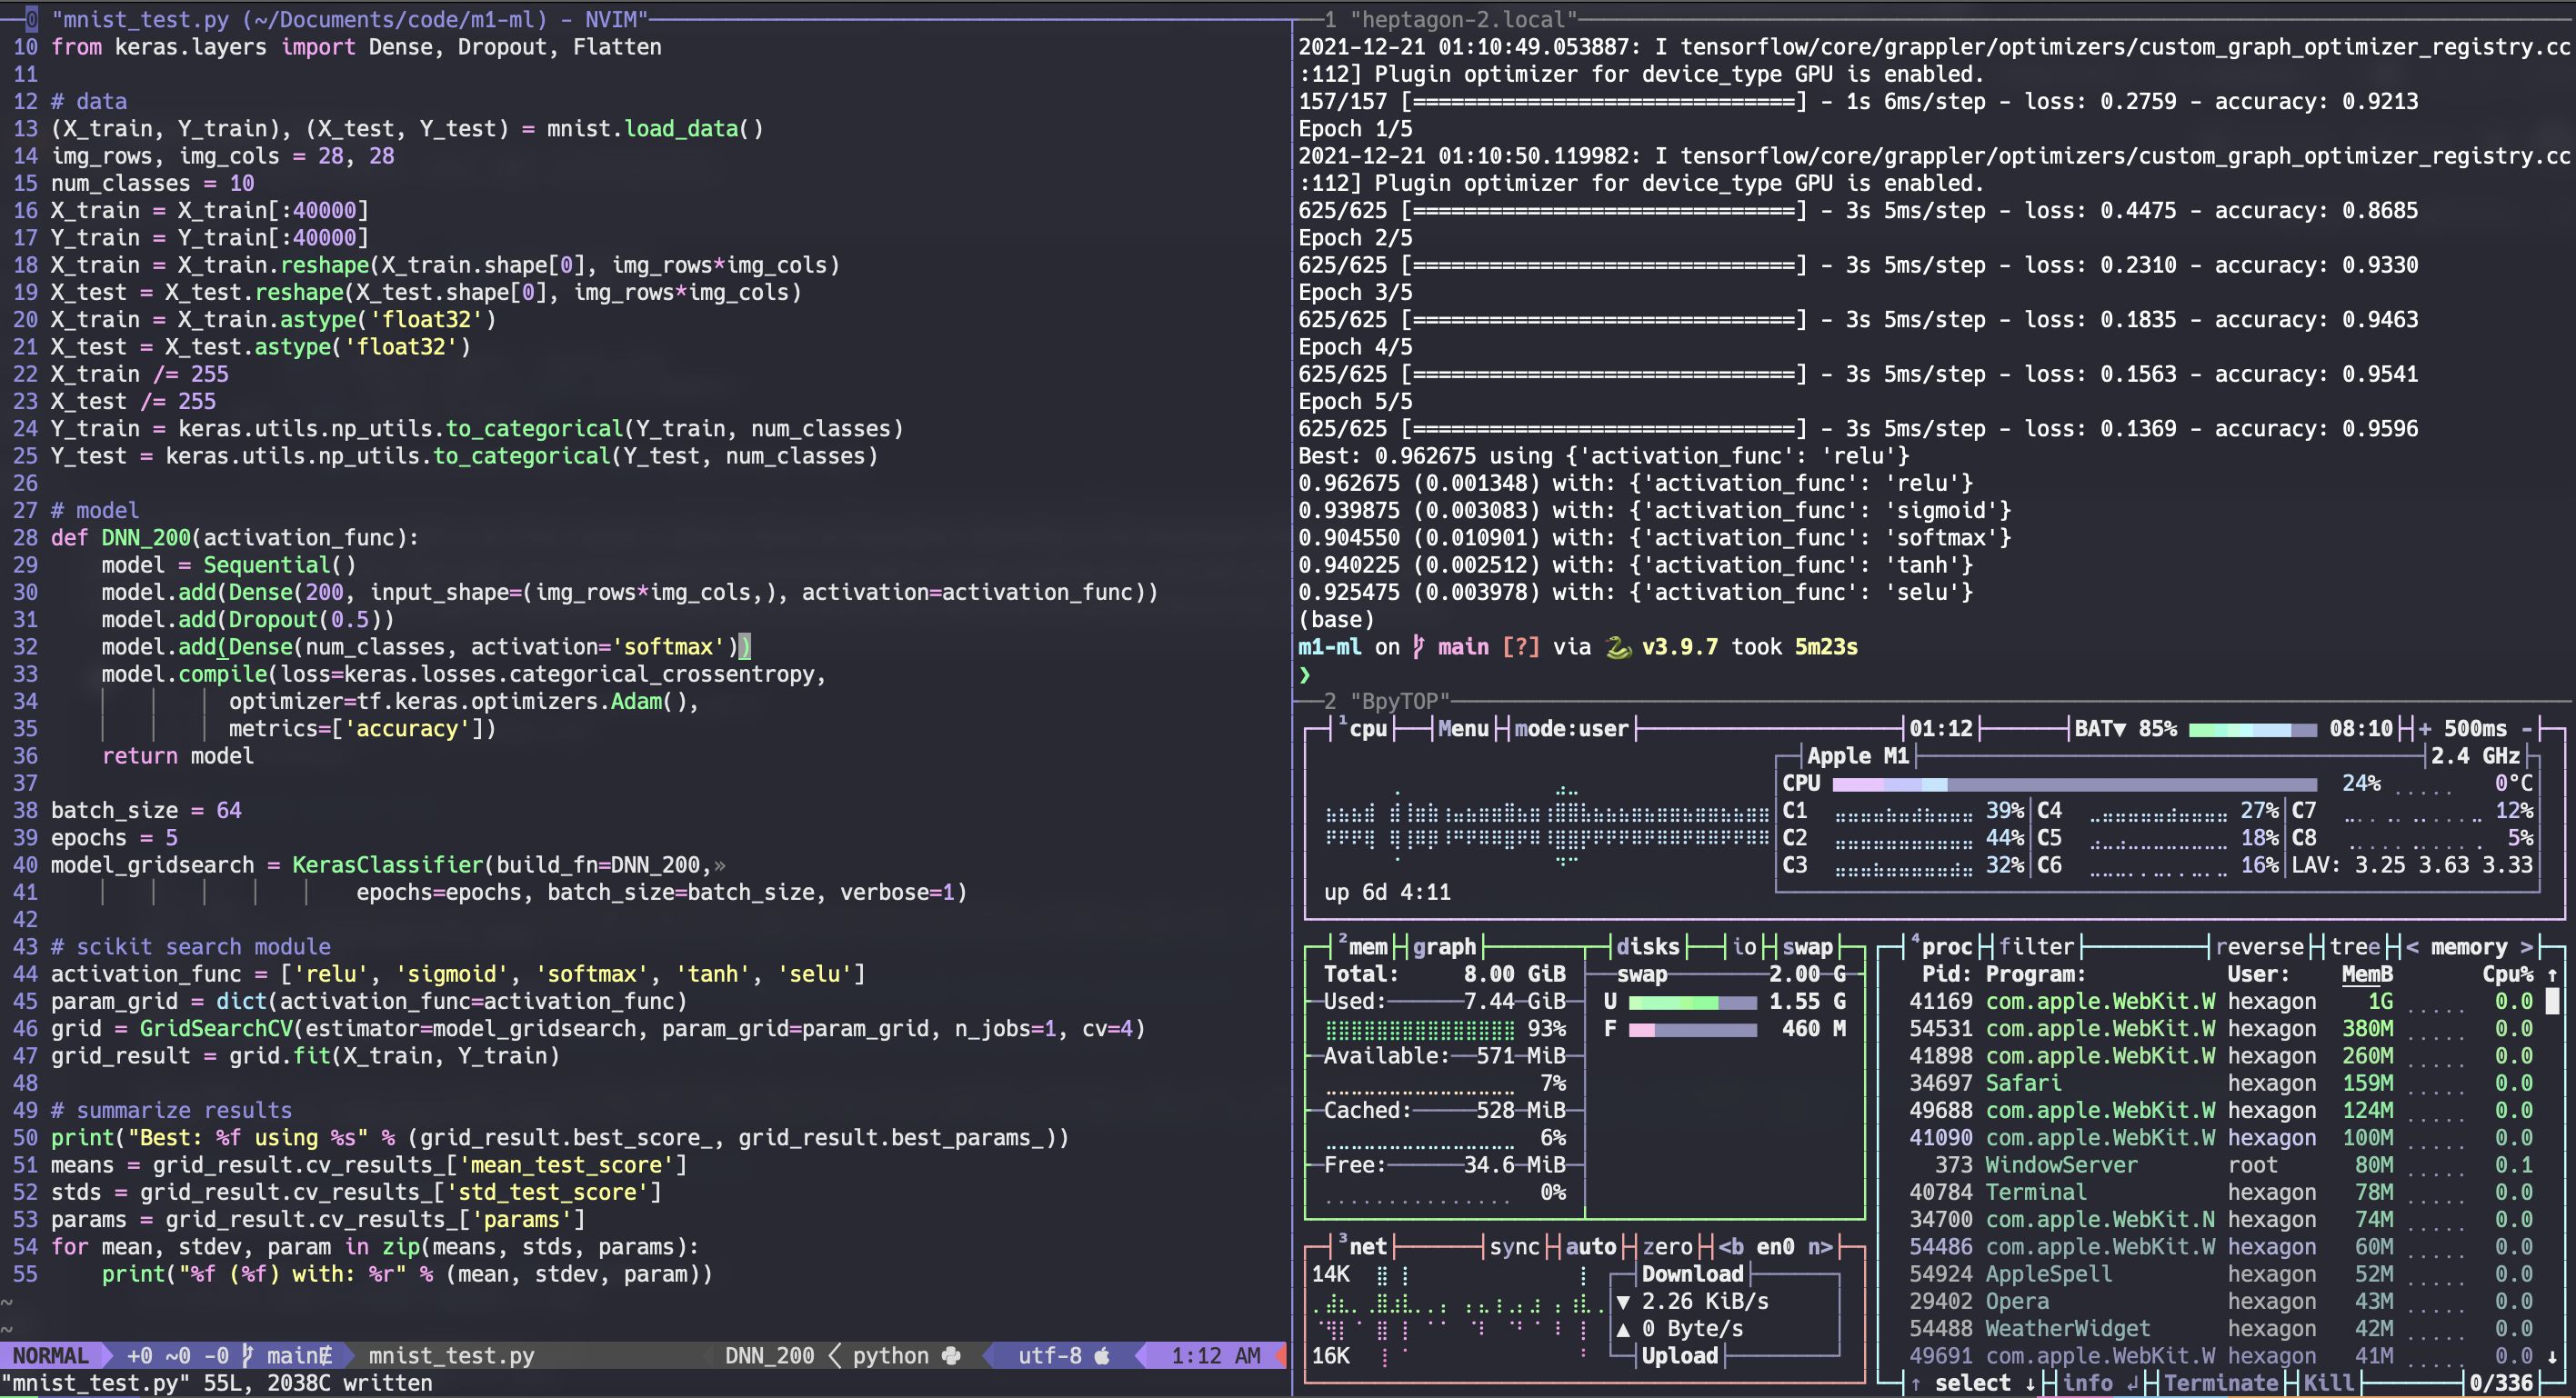 0 "mnist_test.py (~/Documents/code/m1-ml) - NVIM"
10 from keras.layers import Dense, Dropout, Flatten
11
12 # data
13 (X_train, Y_train), (X_test, Y_test) = mnist.load_data()
14 img_rows, img_cols = 28, 28
15 num_classes = 10
16 X_train = X_train[:40000]
17 Y_train = Y_train[:40000]
18 X_train = X_train.reshape(X_train.shape[0], img_rows*img_cols)
19 X_test = X_test.reshape(X_test.shape[0], img_rows*img_cols)
20 X_train = X_train.astype('float32')
21 X_test = X_test.astype('float32')
22 X_train /= 255
23 X_test /= 255
24 Y_train = keras.utils.np_utils.to_categorical(Y_train, num_classes)
25 Y_test = keras.utils.np_utils.to_categorical(Y_test, num_classes)
26
27 # model
28 def DNN_200(activation_func):
29     model = Sequential()
30     model.add(Dense(200, input_shape=(img_rows*img_cols,), activation=activation_func))
31     model.add(Dropout(0.5))
32     model.add(Dense(num_classes, activation='softmax'))
33     model.compile(loss=keras.losses.categorical_crossentropy,
34               optimizer=tf.keras.optimizers.Adam(),
35               metrics=['accuracy'])
36     return model
37
38 batch_size = 64
39 epochs = 5
40 model_gridsearch = KerasClassifier(build_fn=DNN_200,»
41                         epochs=epochs, batch_size=batch_size, verbose=1)
42
43 # scikit search module
44 activation_func = ['relu', 'sigmoid', 'softmax', 'tanh', 'selu']
45 param_grid = dict(activation_func=activation_func)
46 grid = GridSearchCV(estimator=model_gridsearch, param_grid=param_grid, n_jobs=1, cv=4)
47 grid_result = grid.fit(X_train, Y_train)
48
49 # summarize results
50 print("Best: %f using %s" % (grid_result.best_score_, grid_result.best_params_))
51 means = grid_result.cv_results_['mean_test_score']
52 stds = grid_result.cv_results_['std_test_score']
53 params = grid_result.cv_results_['params']
54 for mean, stdev, param in zip(means, stds, params):
55     print("%f (%f) with: %r" % (mean, stdev, param))
~
~
NORMAL +0 ~0 -0 main mnist_test.py DNN_200 python utf-8 1:12 AM
"mnist_test.py" 55L, 2038C written
1 "heptagon-2.local"
2021-12-21 01:10:49.053887: I tensorflow/core/grappler/optimizers/custom_graph_optimizer_registry.cc
:112] Plugin optimizer for device_type GPU is enabled.
157/157 [==============================] - 1s 6ms/step - loss: 0.2759 - accuracy: 0.9213
Epoch 1/5
2021-12-21 01:10:50.119982: I tensorflow/core/grappler/optimizers/custom_graph_optimizer_registry.cc
:112] Plugin optimizer for device_type GPU is enabled.
625/625 [==============================] - 3s 5ms/step - loss: 0.4475 - accuracy: 0.8685
Epoch 2/5
625/625 [==============================] - 3s 5ms/step - loss: 0.2310 - accuracy: 0.9330
Epoch 3/5
625/625 [==============================] - 3s 5ms/step - loss: 0.1835 - accuracy: 0.9463
Epoch 4/5
625/625 [==============================] - 3s 5ms/step - loss: 0.1563 - accuracy: 0.9541
Epoch 5/5
625/625 [==============================] - 3s 5ms/step - loss: 0.1369 - accuracy: 0.9596
Best: 0.962675 using {'activation_func': 'relu'}
0.962675 (0.001348) with: {'activation_func': 'relu'}
0.939875 (0.003083) with: {'activation_func': 'sigmoid'}
0.904550 (0.010901) with: {'activation_func': 'softmax'}
0.940225 (0.002512) with: {'activation_func': 'tanh'}
0.925475 (0.003978) with: {'activation_func': 'selu'}
(base)
m1-ml on main [?] via 🐍 v3.9.7 took 5m23s
❯
2 "BpyTOP"
¹cpu Menu mode:user 01:12 BAT▼ 85% 08:10 + 500ms -
Apple M1 2.4 GHz
CPU 24% 0°C
C1 39% C4 27% C7 12%
C2 44% C5 18% C8 5%
C3 32% C6 16% LAV: 3.25 3.63 3.33
up 6d 4:11
²mem graph disks io swap
Total: 8.00 GiB swap 2.00 G
Used: 7.44 GiB U 1.55 G
93% F 460 M
Available: 571 MiB
7%
Cached: 528 MiB
6%
Free: 34.6 MiB
0%
³net sync auto zero <b en0 n>
14K Download
▼ 2.26 KiB/s
▲ 0 Byte/s
16K Upload
⁴proc filter reverse tree < memory >
Pid: Program: User: MemB Cpu% ↑
41169 com.apple.WebKit.W hexagon 1G 0.0
54531 com.apple.WebKit.W hexagon 380M 0.0
41898 com.apple.WebKit.W hexagon 260M 0.0
34697 Safari hexagon 159M 0.0
49688 com.apple.WebKit.W hexagon 124M 0.0
41090 com.apple.WebKit.W hexagon 100M 0.0
373 WindowServer root 80M 0.1
40784 Terminal hexagon 78M 0.0
34700 com.apple.WebKit.N hexagon 74M 0.0
54486 com.apple.WebKit.W hexagon 60M 0.0
54924 AppleSpell hexagon 52M 0.0
29402 Opera hexagon 43M 0.0
54488 WeatherWidget hexagon 42M 0.0
49691 com.apple.WebKit.W hexagon 41M 0.0 ↓
↑ select ↓ info ↲ Terminate Kill 0/336